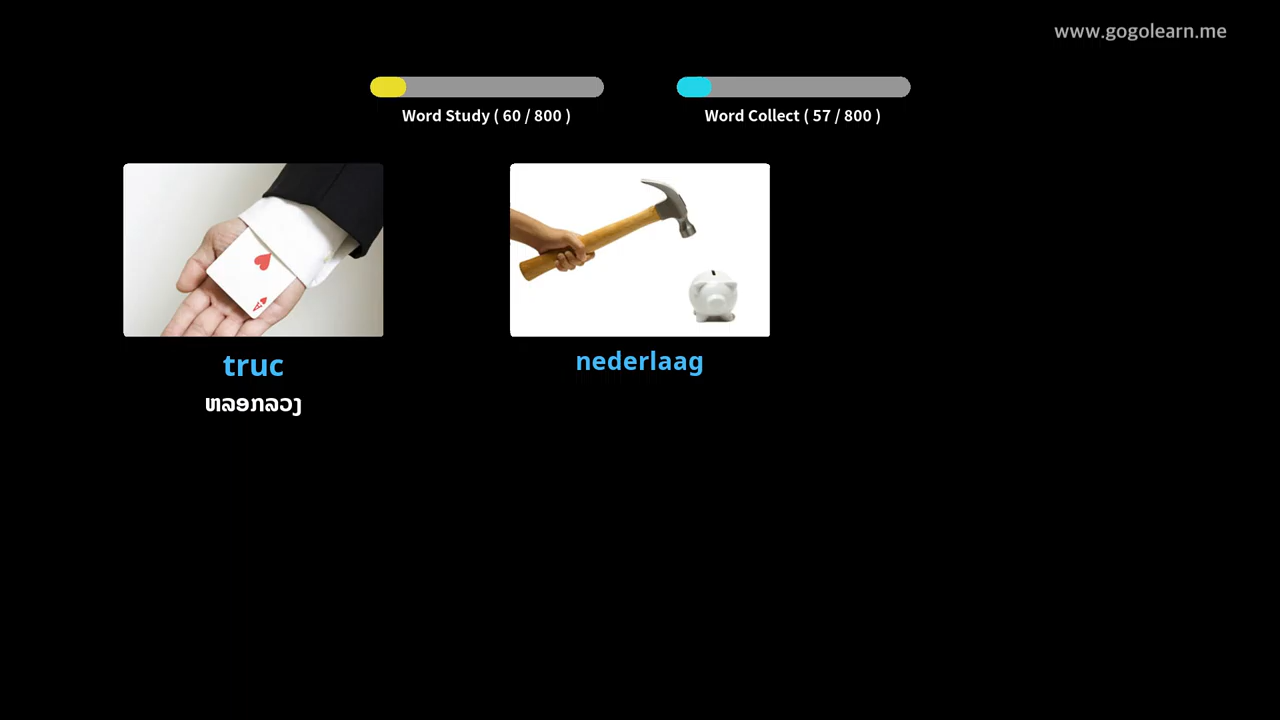 www.gogolearn.me
Word Study ( 60 / 800 )
Word Collect ( 57 / 800 )
A
truc
nederlaag
ຫລອກລວງ